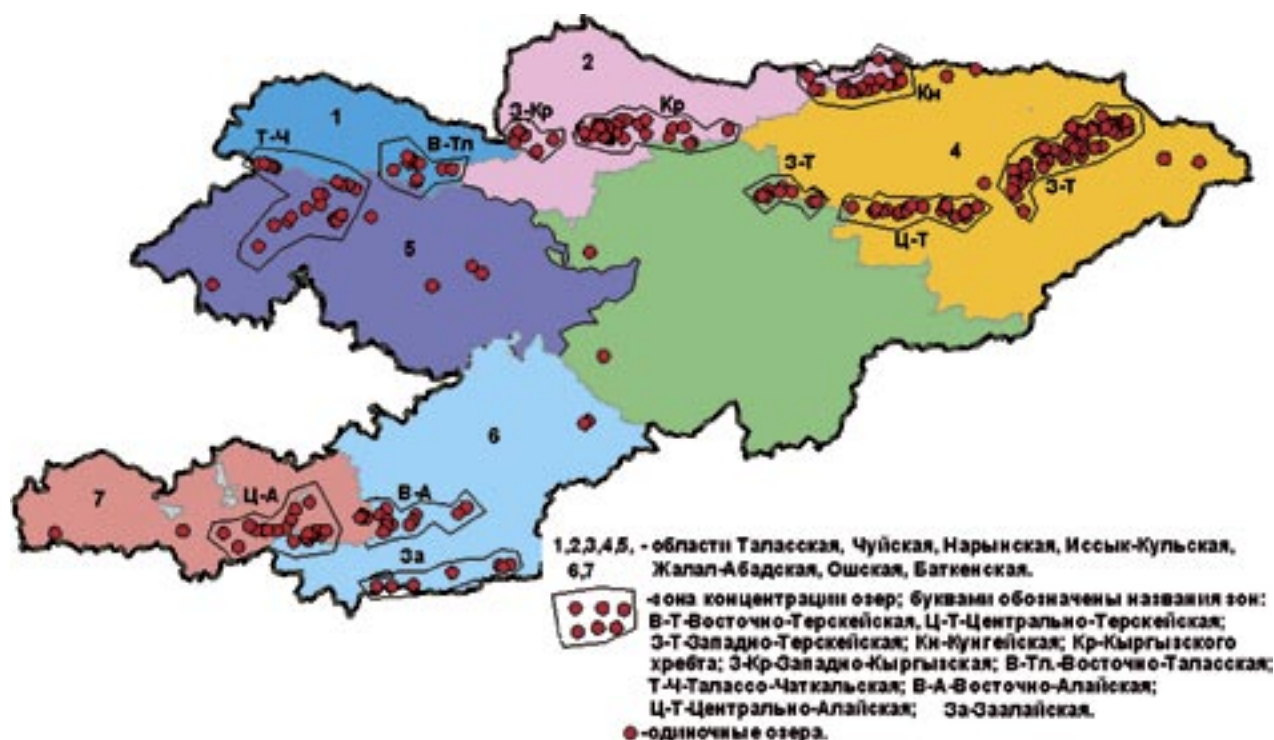 2
З-Кр
Кр
Кн
1
Т-Ч
В-Тл
4
З-Т
З-Т
Ц-Т
5
6
7
Ц-А
В-А
За
1,2,3,4,5, - области Таласская, Чуйская, Нарынская, Иссык-Кульская,
6,7 Жалал-Абадская, Ошская, Баткенская.
-зона концентрации озер; буквами обозначены названия зон:
В-Т-Восточно-Терскейская, Ц-Т-Центрально-Терскейская;
З-Т-Западно-Терскейская; Кн-Кунгейская; Кр-Кыргызского
хребта; З-Кр-Западно-Кыргызская; В-Тл.-Восточно-Таласская;
Т-Ч-Таласco-Чаткальская; В-А-Восточно-Алайская;
Ц-Т-Центрально-Алайская; За-Заалайская.
-одиночные озера.